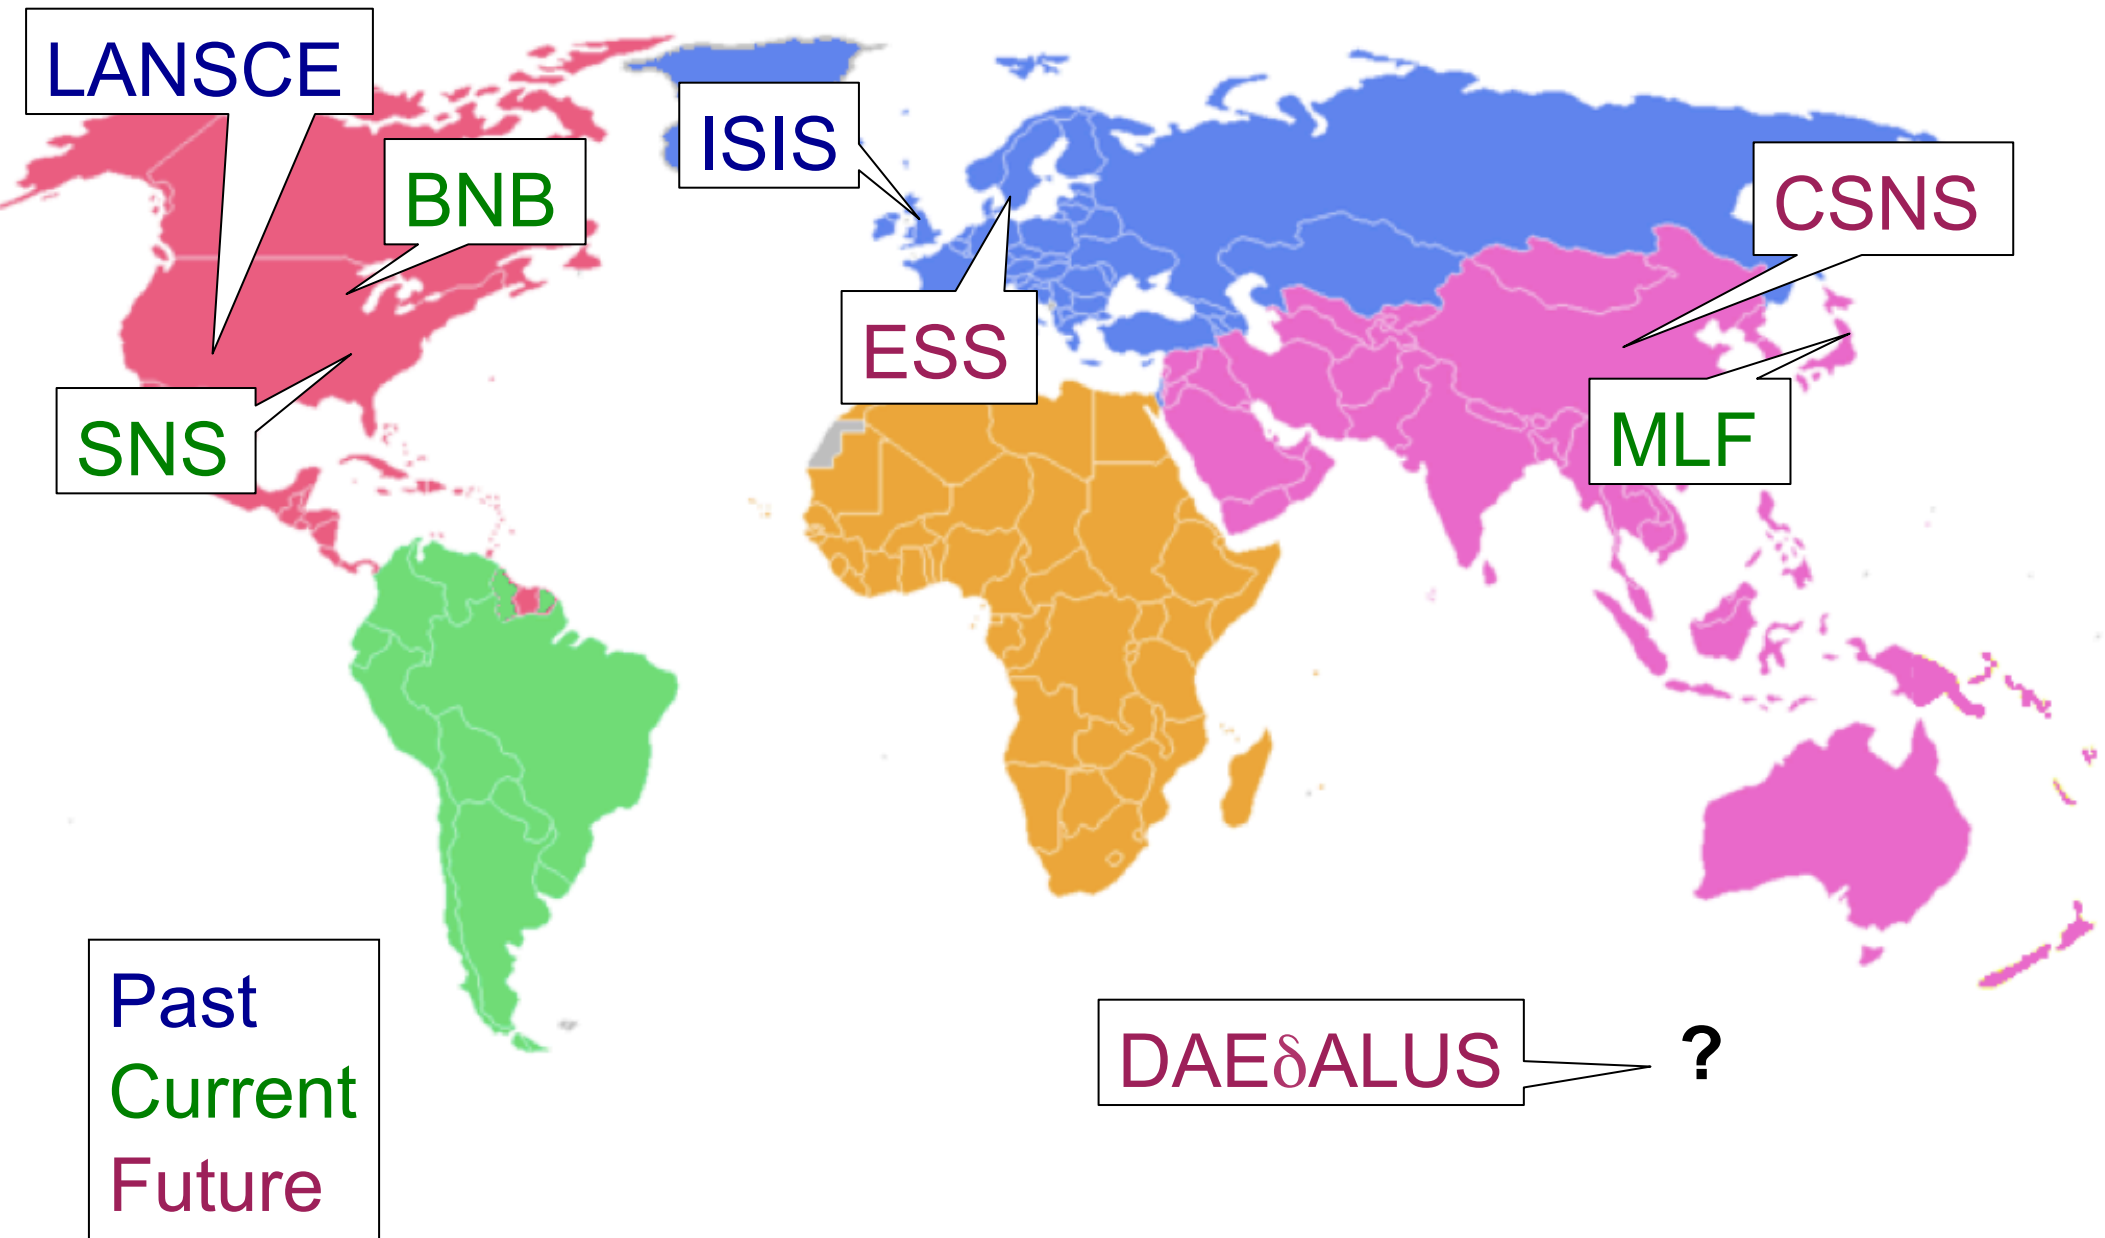 LANSCE
BNB
ISIS
CSNS
ESS
SNS
MLF
Past
Current
Future
DAEδALUS
?